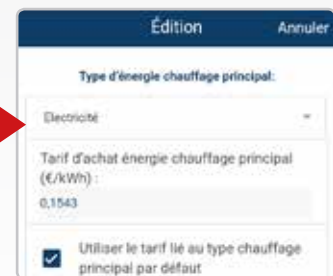 Édition Annuler
Type d'énergie chauffage principal:
Electricité
Tarif d'achat énergie chauffage principal
(€/kWh) :
0,1543
Utiliser le tarif lié au type chauffage
principal par défaut